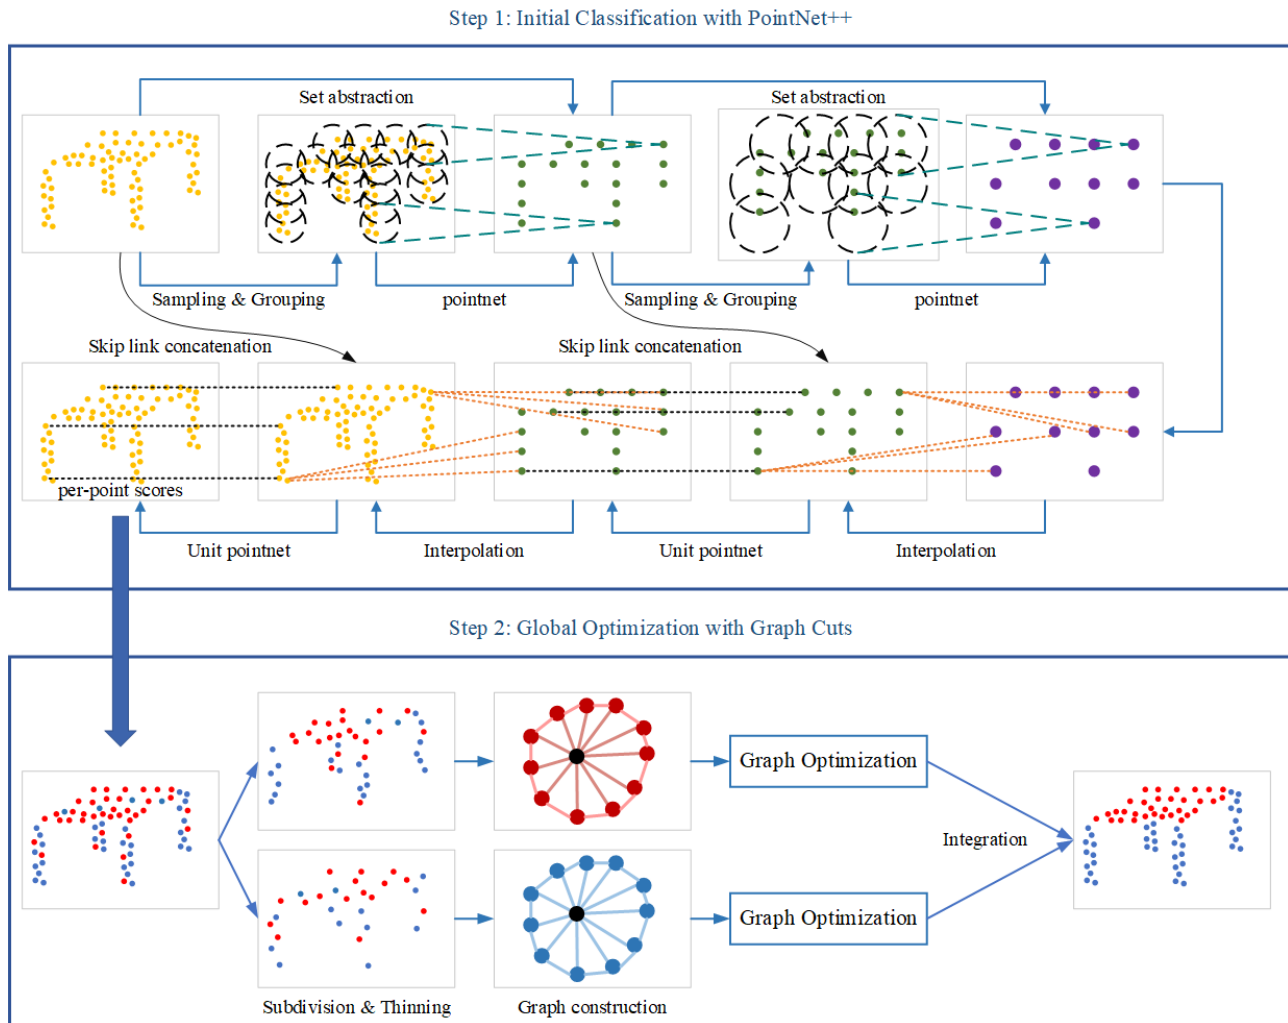 Step 1: Initial Classification with PointNet++
Set abstraction
Set abstraction
Sampling & Grouping
pointnet
Sampling & Grouping
pointnet
Skip link concatenation
Skip link concatenation
per-point scores
Unit pointnet
Interpolation
Unit pointnet
Interpolation
Step 2: Global Optimization with Graph Cuts
Graph Optimization
Integration
Graph Optimization
Subdivision & Thinning
Graph construction